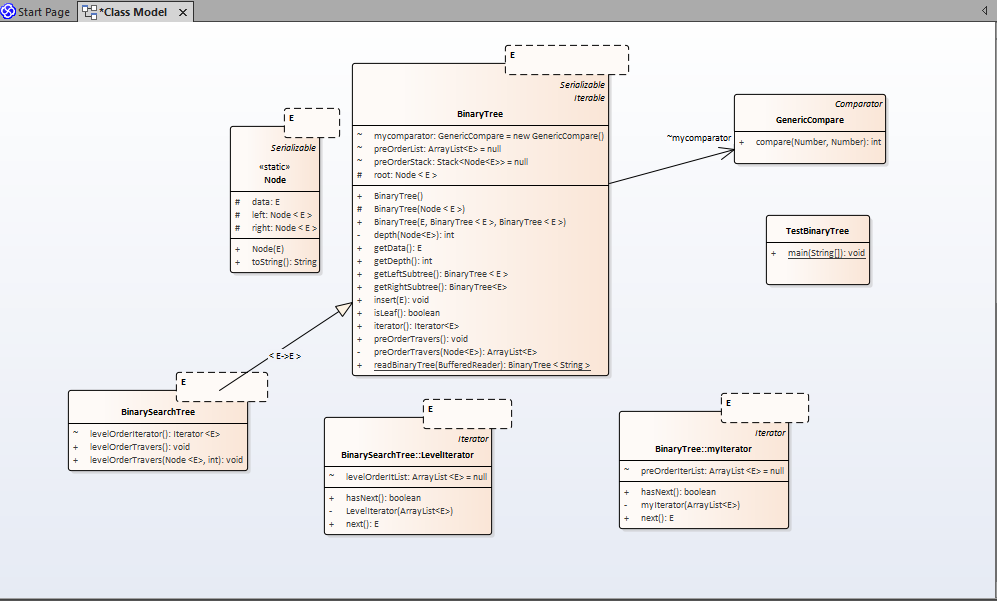 Start Page
*Class Model
E
Serializable
Iterable
BinaryTree
~ mycomparator: GenericCompare = new GenericCompare()
~ preOrderList: ArrayList<E> = null
~ preOrderStack: Stack<Node<E>> = null
# root: Node < E >
+ BinaryTree()
# BinaryTree(Node < E >)
+ BinaryTree(E, BinaryTree < E >, BinaryTree < E >)
- depth(Node<E>): int
+ getData(): E
+ getDepth(): int
+ getLeftSubtree(): BinaryTree < E >
+ getRightSubtree(): BinaryTree<E>
+ insert(E): void
+ isLeaf(): boolean
+ iterator(): Iterator<E>
+ preOrderTravers(): void
- preOrderTravers(Node<E>): ArrayList<E>
+ readBinaryTree(BufferedReader): BinaryTree < String >
E
Serializable
«static»
Node
# data: E
# left: Node < E >
# right: Node < E >
+ Node(E)
+ toString(): String
~mycomparator
Comparator
GenericCompare
+ compare(Number, Number): int
TestBinaryTree
+ main(String[]): void
< E->E >
E
BinarySearchTree
~ levelOrderIterator(): Iterator <E>
+ levelOrderTravers(): void
+ levelOrderTravers(Node <E>, int): void
E
Iterator
BinarySearchTree::LevelIterator
~ levelOrderItList: ArrayList <E> = null
+ hasNext(): boolean
- LevelIterator(ArrayList<E>)
+ next(): E
E
Iterator
BinaryTree::myIterator
~ preOrderIterList: ArrayList <E> = null
+ hasNext(): boolean
- myIterator(ArrayList<E>)
+ next(): E